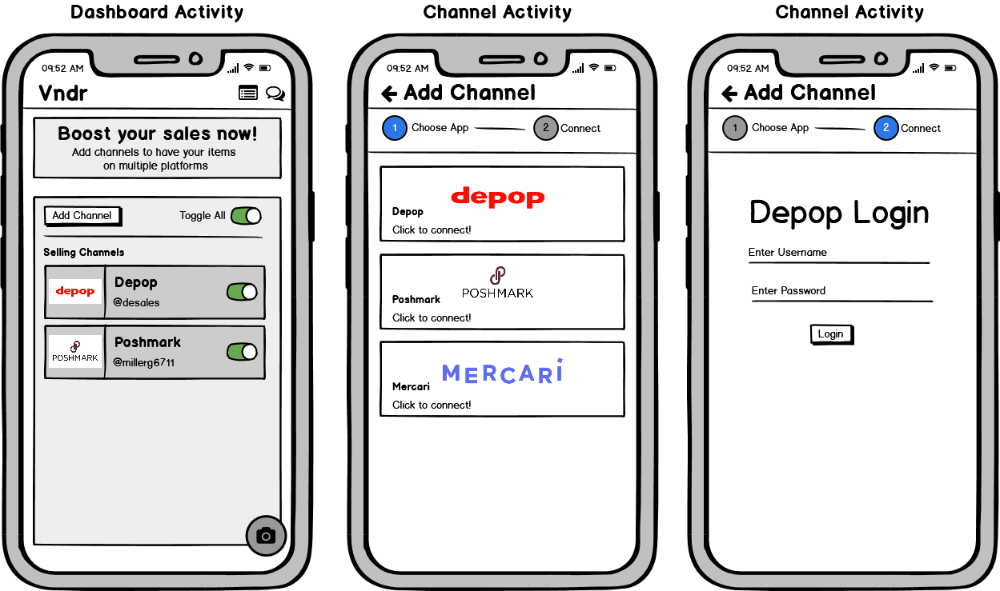 Dashboard Activity
09:52 AM
Vndr
Boost your sales now!
Add channels to have your items
on multiple platforms
Add Channel
Toggle All
Selling Channels
depop
Depop
@desales
POSHMARK
Poshmark
@millerg6711
Channel Activity
09:52 AM
Add Channel
1 Choose App
2 Connect
depop
Depop
Click to connect!
POSHMARK
Poshmark
Click to connect!
MERCARi
Mercari
Click to connect!
Channel Activity
09:52 AM
Add Channel
1 Choose App
2 Connect
Depop Login
Enter Username
Enter Password
Login